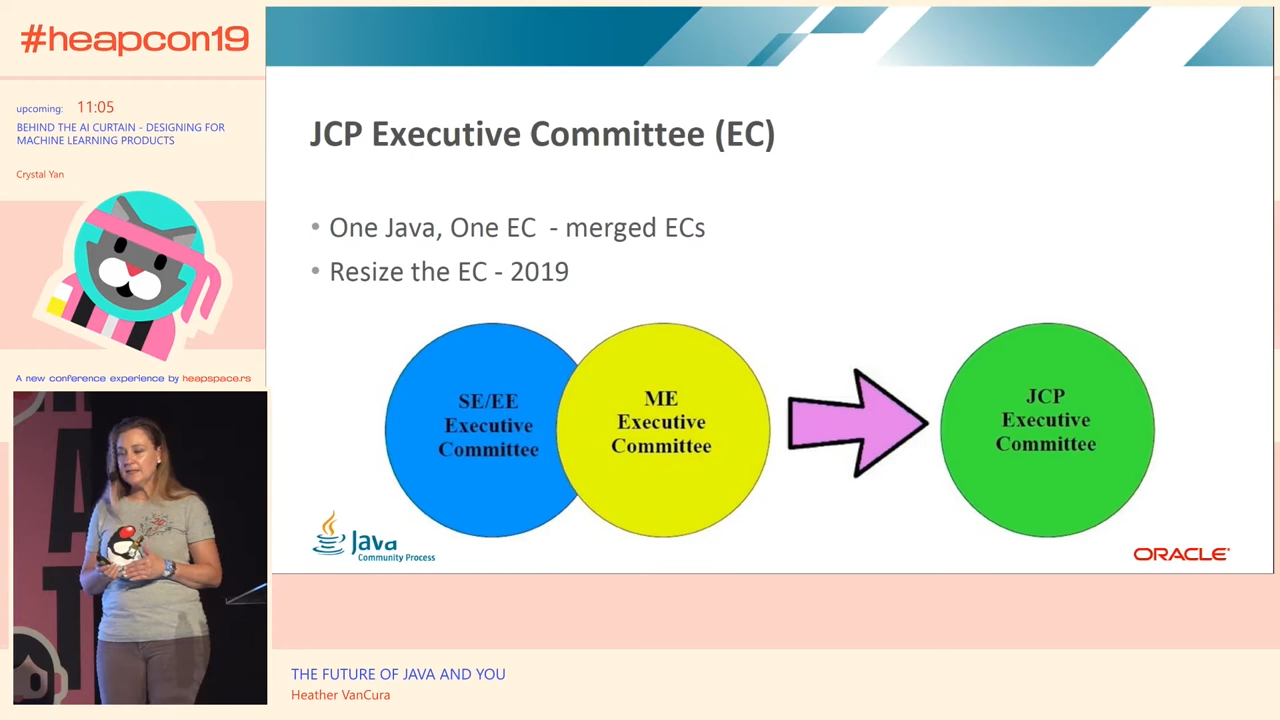 #heapcon19
upcoming: 11:05
BEHIND THE AI CURTAIN - DESIGNING FOR
MACHINE LEARNING PRODUCTS
Crystal Yan
A new conference experience by heapspace.rs
JCP Executive Committee (EC)
• One Java, One EC - merged ECs
• Resize the EC - 2019
SE/EE
Executive
Committee
ME
Executive
Committee
JCP
Executive
Committee
Java
Community Process
ORACLE
THE FUTURE OF JAVA AND YOU
Heather VanCura